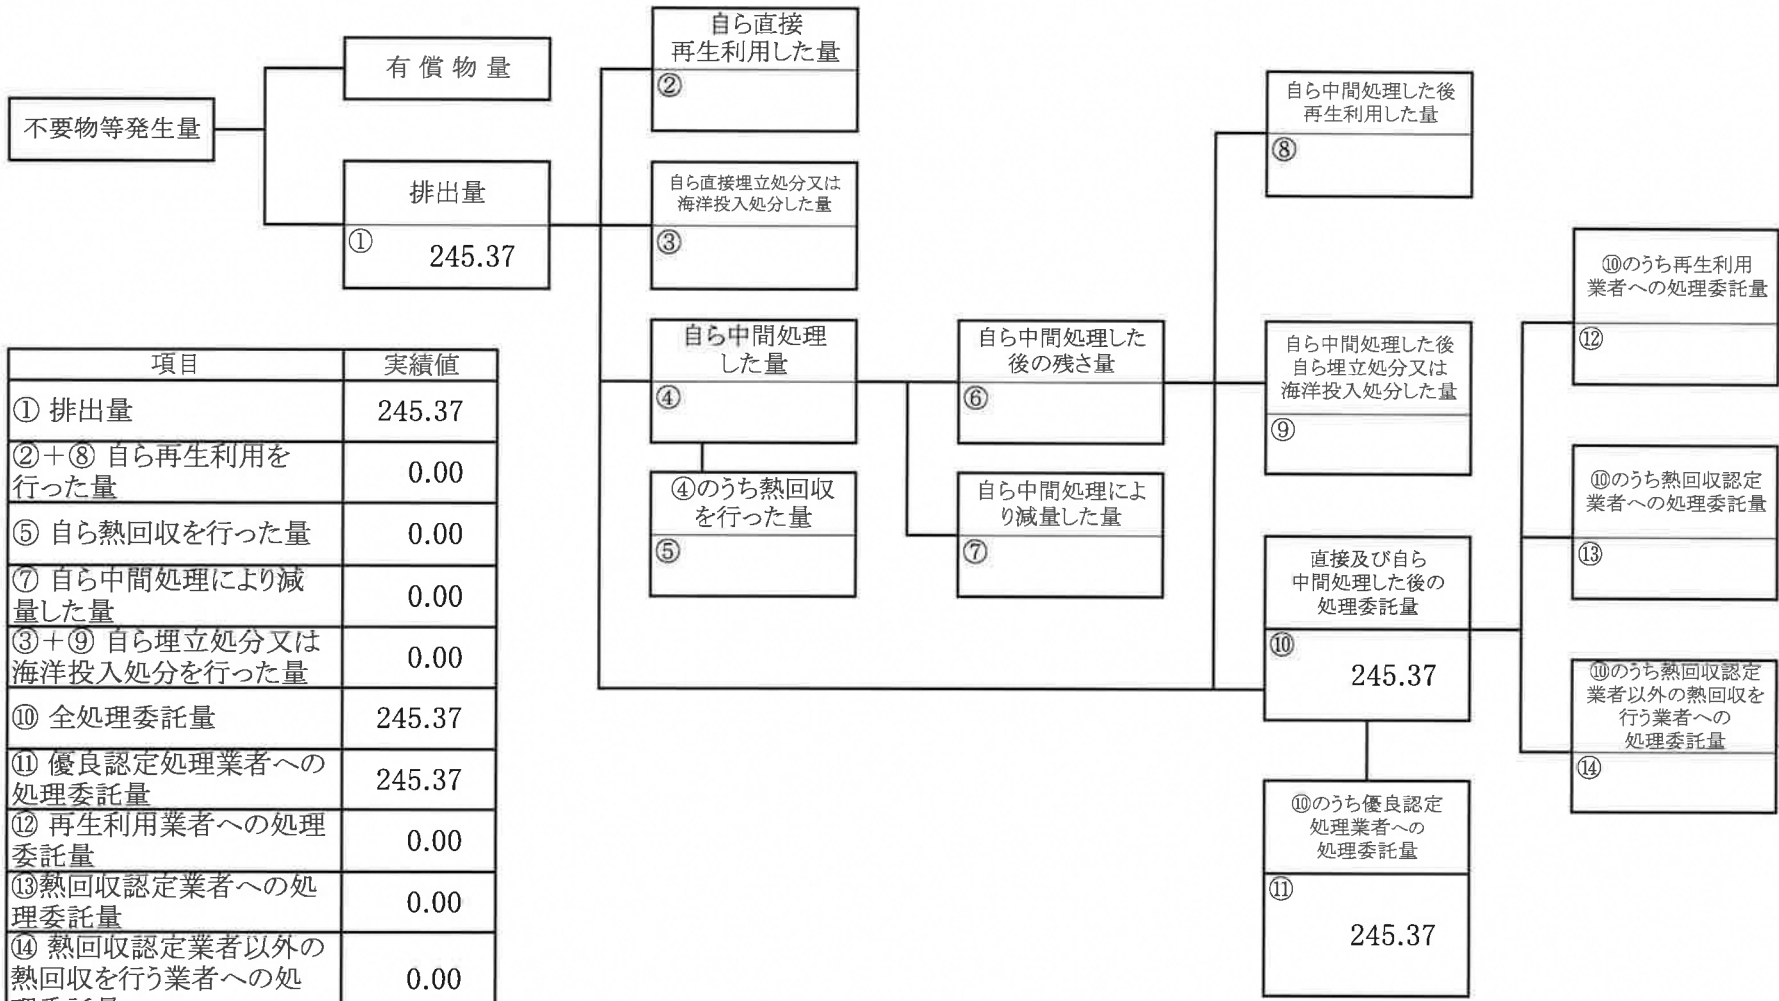 不要物等発生量
有 償 物 量
排出量
①
245.37
自ら直接
再生利用した量
②
自ら直接埋立処分又は
海洋投入処分した量
③
自ら中間処理
した量
④
④のうち熱回収
を行った量
⑤
自ら中間処理した
後の残さ量
⑥
自ら中間処理によ
り減量した量
⑦
自ら中間処理した後
再生利用した量
⑧
自ら中間処理した後
自ら埋立処分又は
海洋投入処分した量
⑨
直接及び自ら
中間処理した後の
処理委託量
⑩
245.37
⑩のうち優良認定
処理業者への
処理委託量
⑪
245.37
⑩のうち再生利用
業者への処理委託量
⑫
⑩のうち熱回収認定
業者への処理委託量
⑬
⑩のうち熱回収認定
業者以外の熱回収を
行う業者への
処理委託量
⑭
項目 実績値
① 排出量 245.37
②+⑧ 自ら再生利用を
行った量 0.00
⑤ 自ら熱回収を行った量 0.00
⑦ 自ら中間処理により減
量した量 0.00
③+⑨ 自ら埋立処分又は
海洋投入処分を行った量 0.00
⑩ 全処理委託量 245.37
⑪ 優良認定処理業者への
処理委託量 245.37
⑫ 再生利用業者への処理
委託量 0.00
⑬熱回収認定業者への処
理委託量 0.00
⑭ 熱回収認定業者以外の
熱回収を行う業者への処 0.00